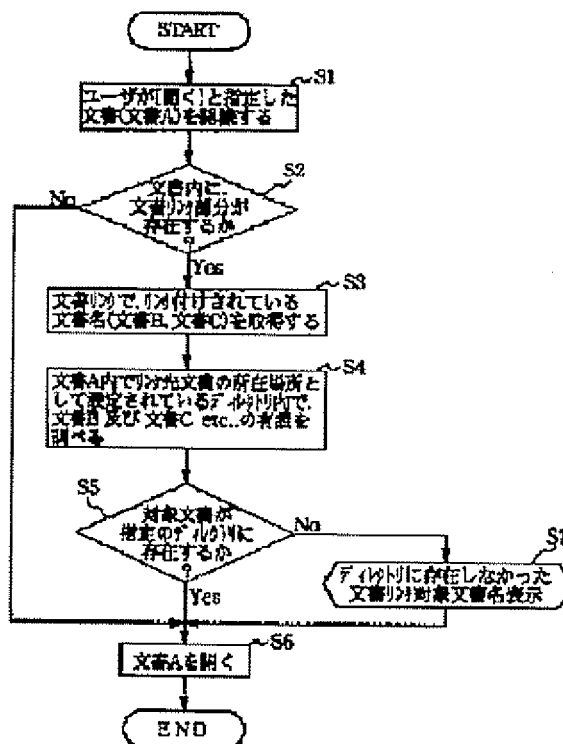 START
S1
ユーザが[開く]と指定した
文書(文書A)を認識する
S2
文書内に、
文書リンク部分が
存在するか
?
No
Yes
S3
文書リンクで、リンク付けされている
文書名(文書B、文書C)を取得する
S4
文書A内でリンク先文書の所在場所と
して設定されているディレクトリ内で、
文書B 及び 文書C etc..の有無を
調べる
S5
対象文書が
指定のディレクトリに
存在するか
?
No
Yes
ディレクトリに存在しなかった
文書リンク対象文書名表示
S6
文書Aを開く
END